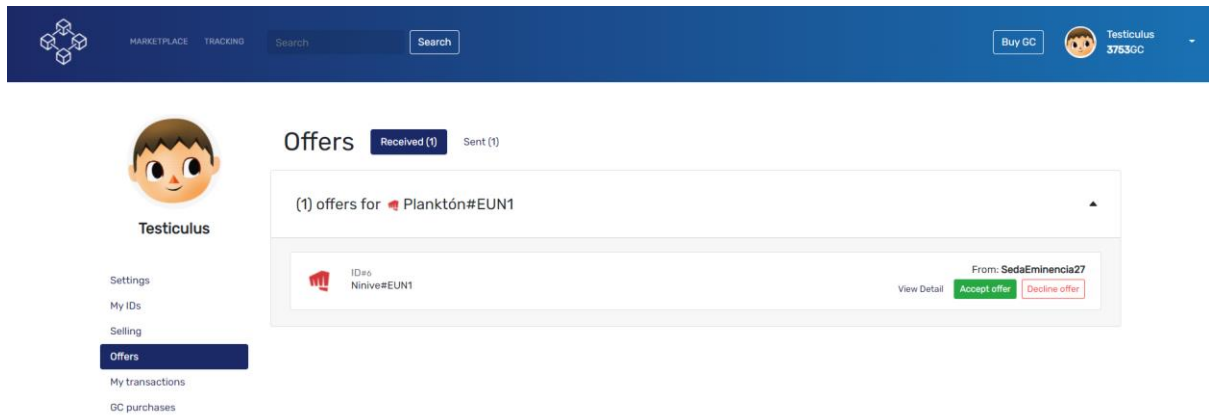 MARKETPLACE TRACKING Search Search Buy GC Testiculus
3753GC
Testiculus
Settings
My IDs
Selling
Offers
My transactions
GC purchases
Offers Received (1) Sent (1)
(1) offers for Planktón#EUN1
ID#6
Ninive#EUN1
From: SedaEminencia27
View Detail Accept offer Decline offer